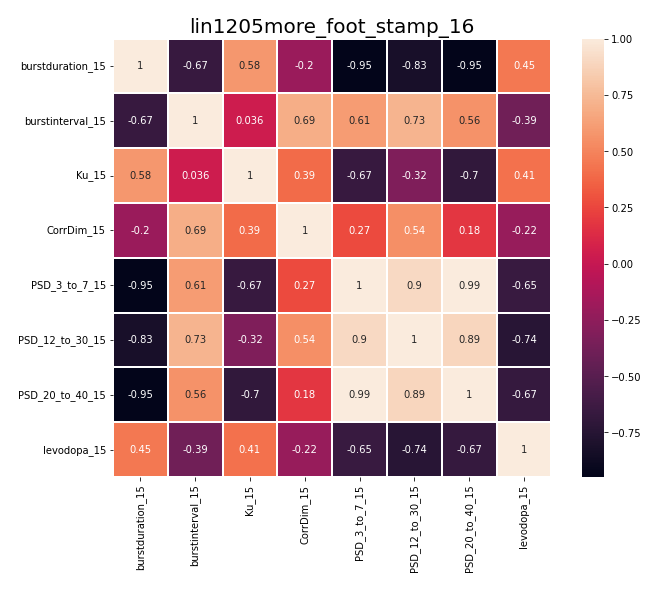 lin1205more_foot_stamp_16
burstduration_15 1 -0.67 0.58 -0.2 -0.95 -0.83 -0.95 0.45
burstinterval_15 -0.67 1 0.036 0.69 0.61 0.73 0.56 -0.39
Ku_15 0.58 0.036 1 0.39 -0.67 -0.32 -0.7 0.41
CorrDim_15 -0.2 0.69 0.39 1 0.27 0.54 0.18 -0.22
PSD_3_to_7_15 -0.95 0.61 -0.67 0.27 1 0.9 0.99 -0.65
PSD_12_to_30_15 -0.83 0.73 -0.32 0.54 0.9 1 0.89 -0.74
PSD_20_to_40_15 -0.95 0.56 -0.7 0.18 0.99 0.89 1 -0.67
levodopa_15 0.45 -0.39 0.41 -0.22 -0.65 -0.74 -0.67 1
burstduration_15
burstinterval_15
Ku_15
CorrDim_15
PSD_3_to_7_15
PSD_12_to_30_15
PSD_20_to_40_15
levodopa_15
1.00
0.75
0.50
0.25
0.00
-0.25
-0.50
-0.75